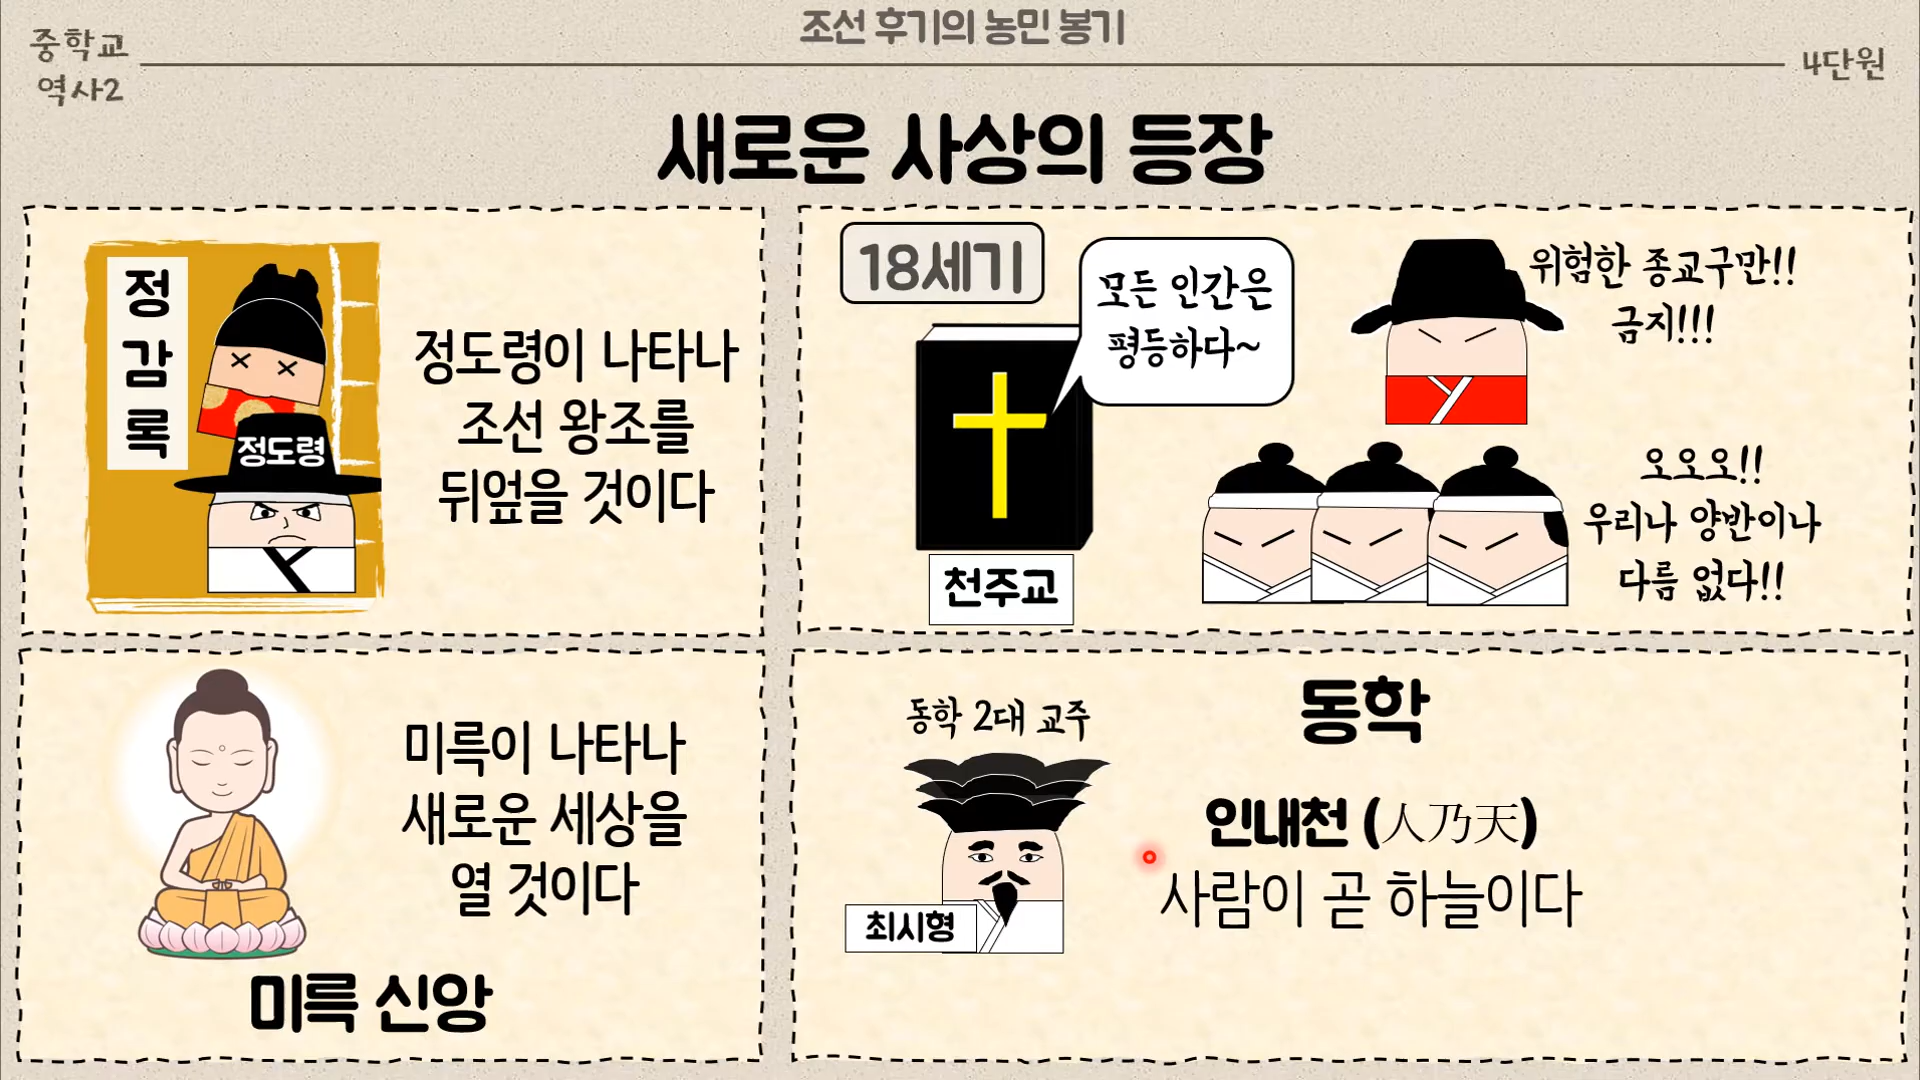 조선 후기의 농민 봉기
중학교
역사2
4단원
새로운 사상의 등장
정
감
록
정도령
정도령이 나타나
조선 왕조를
뒤엎을 것이다
18세기
모든 인간은
평등하다~
천주교
위험한 종교구만!!
금지!!!
오오오!!
우리나 양반이나
다름 없다!!
미륵이 나타나
새로운 세상을
열 것이다
미륵 신앙
동학 2대 교주
최시형
동학
인내천 (人乃天)
사람이 곧 하늘이다